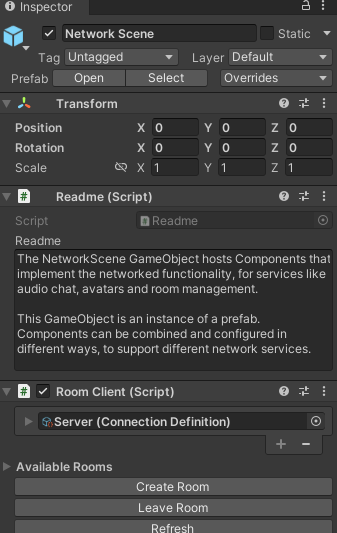 Inspector
Network Scene
Static
Tag Untagged Layer Default
Prefab Open Select Overrides
Transform
Position X 0 Y 0 Z 0
Rotation X 0 Y 0 Z 0
Scale X 1 Y 1 Z 1
# Readme (Script)
Script # Readme
Readme
The NetworkScene GameObject hosts Components that
implement the networked functionality, for services like
audio chat, avatars and room management.
This GameObject is an instance of a prefab.
Components can be combined and configured in
different ways, to support different network services.
# Room Client (Script)
Server (Connection Definition)
+ −
Available Rooms
Create Room
Leave Room
Refresh